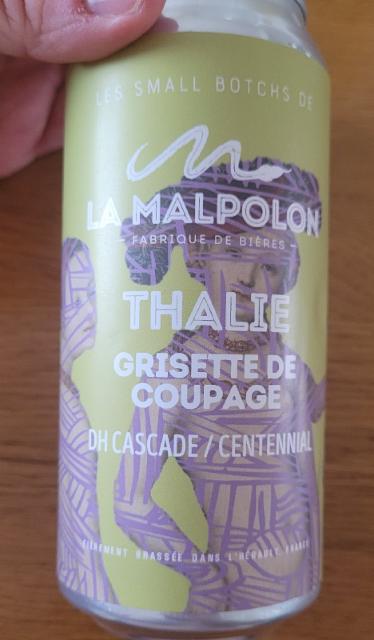 LES SMALL BOTCHS DE
LA MALPOLON
- FABRIQUE DE BIÈRES -
THALIE
GRISETTE DE
COUPAGE
DH CASCADE / CENTENNIAL
FIÈREMENT BRASSÉE DANS L'HÉRAULT FRANCE